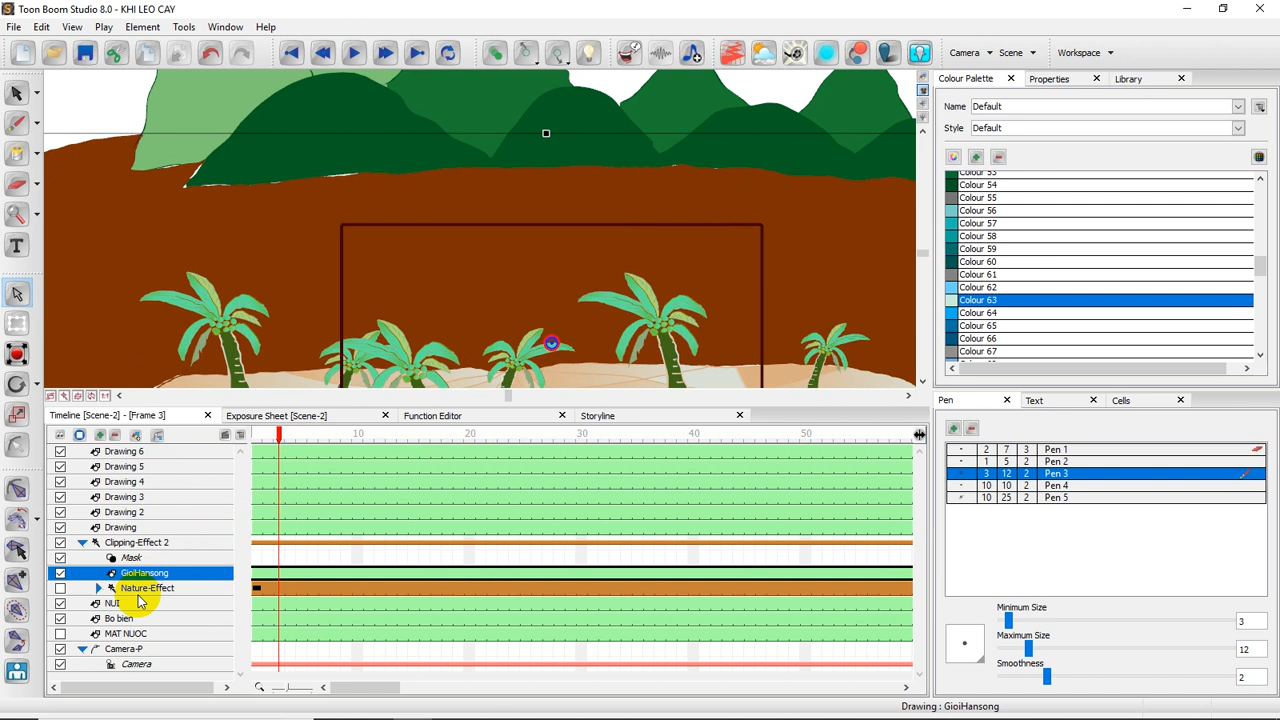 Toon Boom Studio 8.0 - KHI LEO CAY
File Edit View Play Element Tools Window Help
Camera Scene Workspace
Colour Palette Properties Library
Name Default
Style Default
Colour 53
Colour 54
Colour 55
Colour 56
Colour 57
Colour 58
Colour 59
Colour 60
Colour 61
Colour 62
Colour 63
Colour 64
Colour 65
Colour 66
Colour 67
Timeline [Scene-2] - [Frame 3] Exposure Sheet [Scene-2] Function Editor Storyline
Pen Text Cells
10 20 30 40 50
Drawing 6
Drawing 5
Drawing 4
Drawing 3
Drawing 2
Drawing
Clipping-Effect 2
Mask
GioiHansong
Nature-Effect
NUI
Bo bien
MAT NUOC
Camera-P
Camera
2 7 3 Pen 1
1 5 2 Pen 2
3 12 2 Pen 3
10 10 2 Pen 4
10 25 2 Pen 5
Minimum Size
3
Maximum Size
12
Smoothness
2
Drawing : GioiHansong